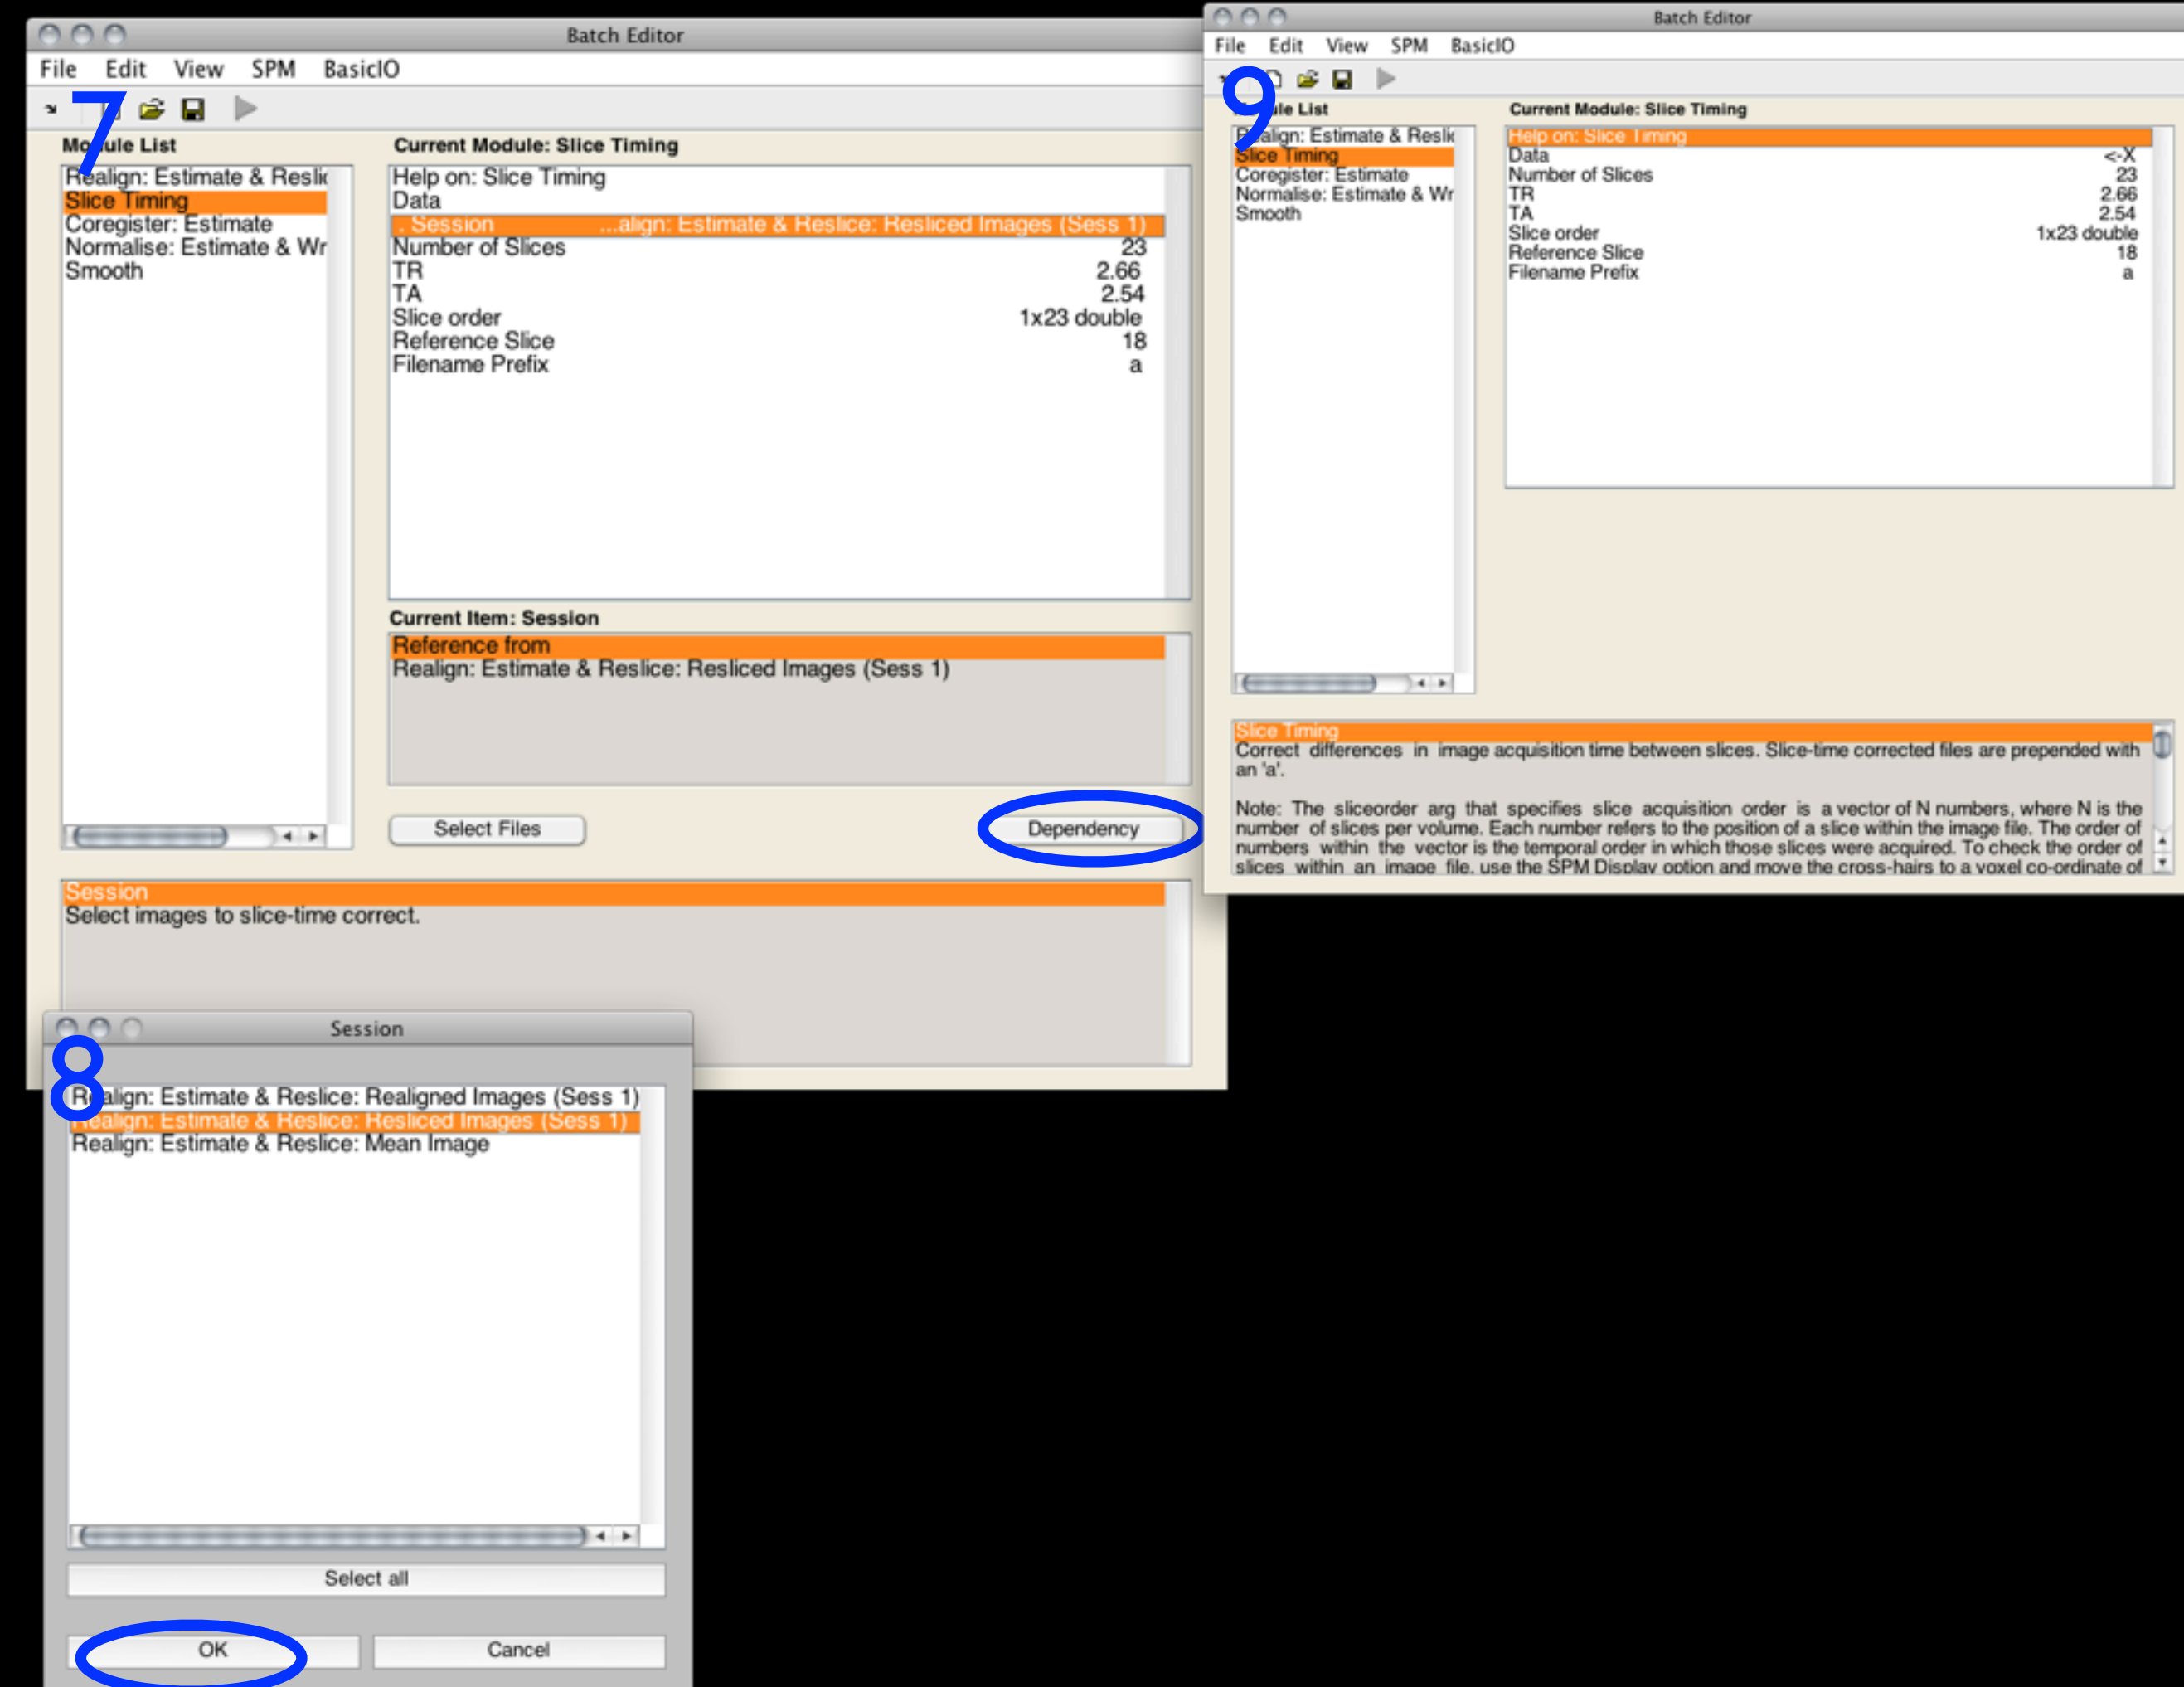 7
Batch Editor
File Edit View SPM BasicIO
Module List
Realign: Estimate & Reslic
Slice Timing
Coregister: Estimate
Normalise: Estimate & Wr
Smooth
Current Module: Slice Timing
Help on: Slice Timing
Data
. Session ...align: Estimate & Reslice: Resliced Images (Sess 1)
Number of Slices 23
TR 2.66
TA 2.54
Slice order 1x23 double
Reference Slice 18
Filename Prefix a
Current Item: Session
Reference from
Realign: Estimate & Reslice: Resliced Images (Sess 1)
Select Files Dependency
Session
Select images to slice-time correct.
8
Session
Realign: Estimate & Reslice: Realigned Images (Sess 1)
Realign: Estimate & Reslice: Resliced Images (Sess 1)
Realign: Estimate & Reslice: Mean Image
Select all
OK Cancel
9
Batch Editor
File Edit View SPM BasicIO
Module List
Realign: Estimate & Reslic
Slice Timing
Coregister: Estimate
Normalise: Estimate & Wr
Smooth
Current Module: Slice Timing
Help on: Slice Timing
Data <-X
Number of Slices 23
TR 2.66
TA 2.54
Slice order 1x23 double
Reference Slice 18
Filename Prefix a
Slice Timing
Correct differences in image acquisition time between slices. Slice-time corrected files are prepended with
an 'a'.
Note: The sliceorder arg that specifies slice acquisition order is a vector of N numbers, where N is the
number of slices per volume. Each number refers to the position of a slice within the image file. The order of
numbers within the vector is the temporal order in which those slices were acquired. To check the order of
slices within an image file, use the SPM Display option and move the cross-hairs to a voxel co-ordinate of